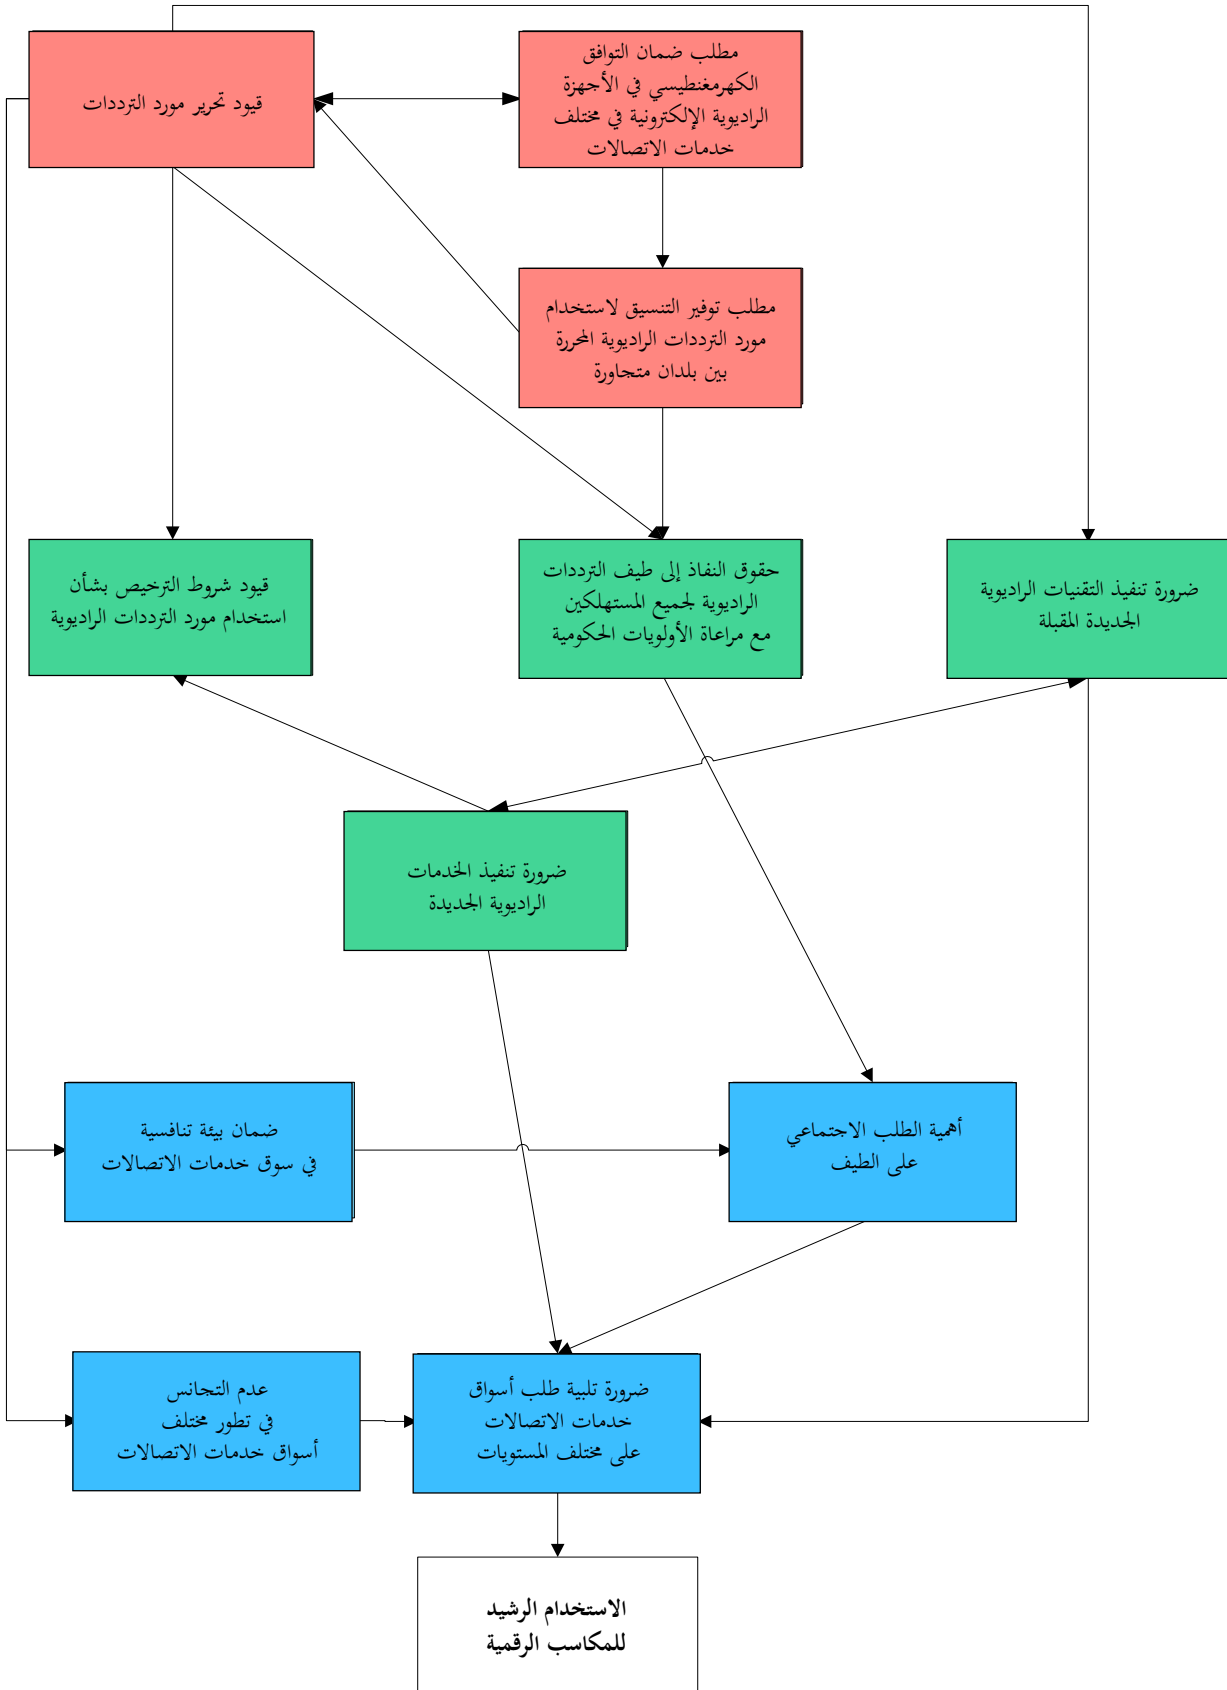 قيود تحرير مورد الترددات
مطلب ضمان التوافق
الكهرمغنطيسي في الأجهزة
الراديوية الإلكترونية في مختلف
خدمات الاتصالات
مطلب توفير التنسيق لاستخدام
مورد الترددات الراديوية المحررة
بين بلدان متجاورة
ضرورة تنفيذ التقنيات الراديوية
الجديدة المقبلة
حقوق النفاذ إلى طيف الترددات
الراديوية لجميع المستهلكين
مع مراعاة الأولويات الحكومية
قيود شروط الترخيص بشأن
استخدام مورد الترددات الراديوية
ضرورة تنفيذ الخدمات
الراديوية الجديدة
أهمية الطلب الاجتماعي
على الطيف
ضمان بيئة تنافسية
في سوق خدمات الاتصالات
ضرورة تلبية طلب أسواق
خدمات الاتصالات
على مختلف المستويات
عدم التجانس
في تطور مختلف
أسواق خدمات الاتصالات
الاستخدام الرشيد
للمكاسب الرقمية